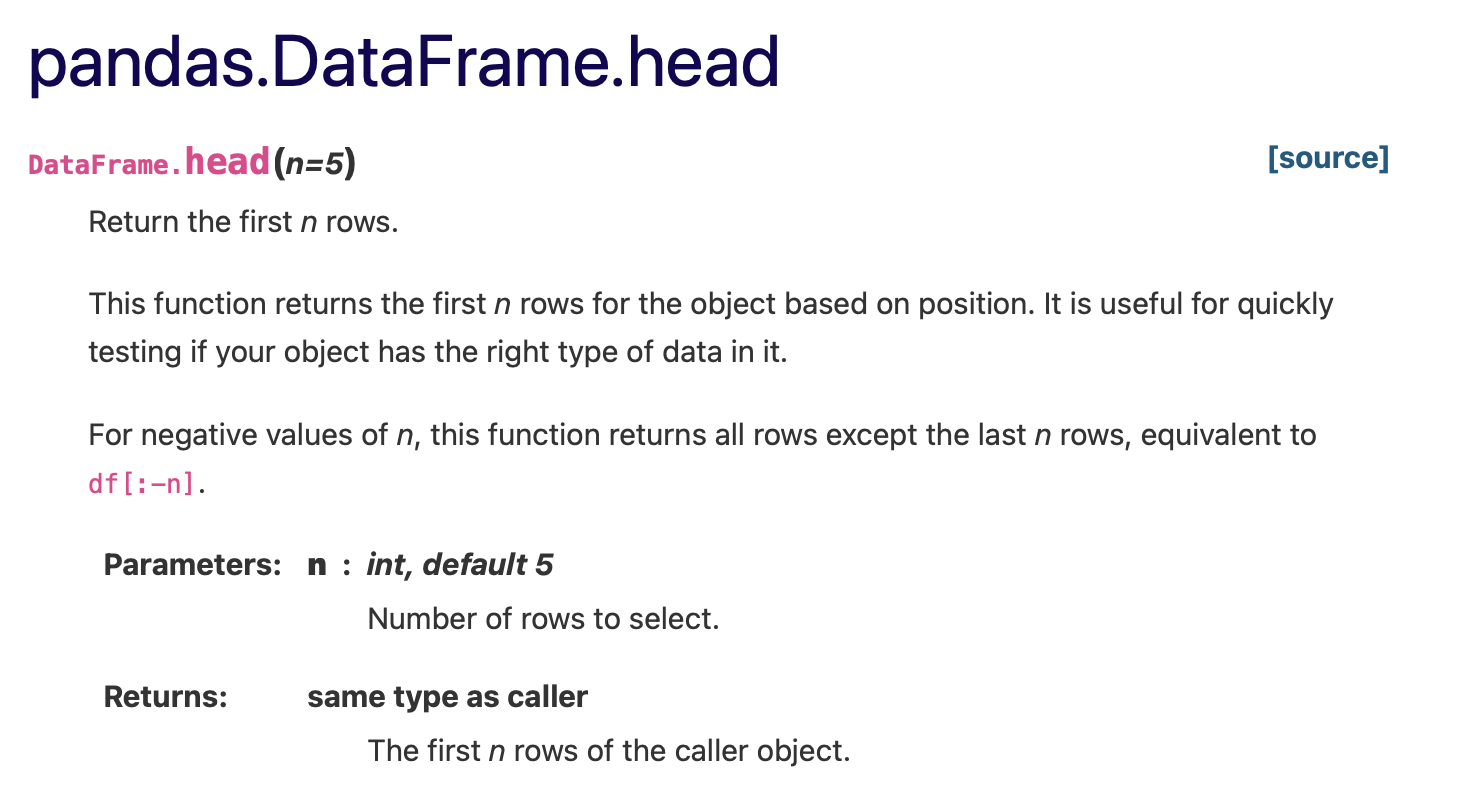 pandas.DataFrame.head
DataFrame.head(n=5) [source]
Return the first n rows.
This function returns the first n rows for the object based on position. It is useful for quickly
testing if your object has the right type of data in it.
For negative values of n, this function returns all rows except the last n rows, equivalent to
df[:-n].
Parameters: n : int, default 5
Number of rows to select.
Returns: same type as caller
The first n rows of the caller object.